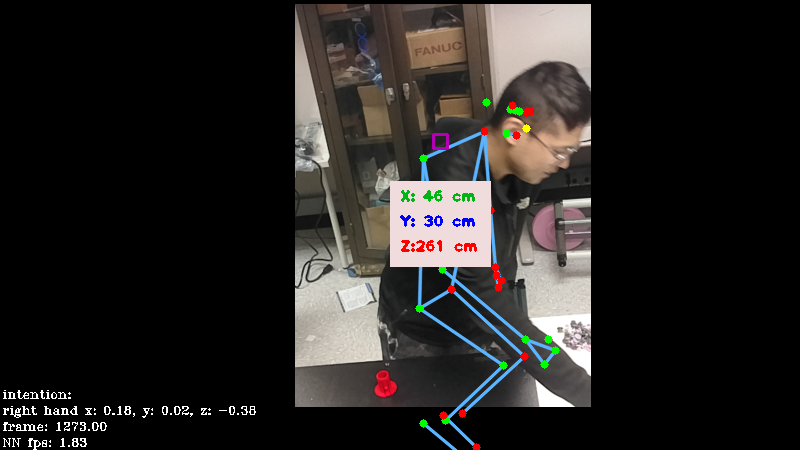 FANUC
X: 46 cm
Y: 30 cm
Z:261 cm
intention:
right hand x: 0.18, y: 0.02, z: -0.38
frame: 1273.00
NN fps: 1.83